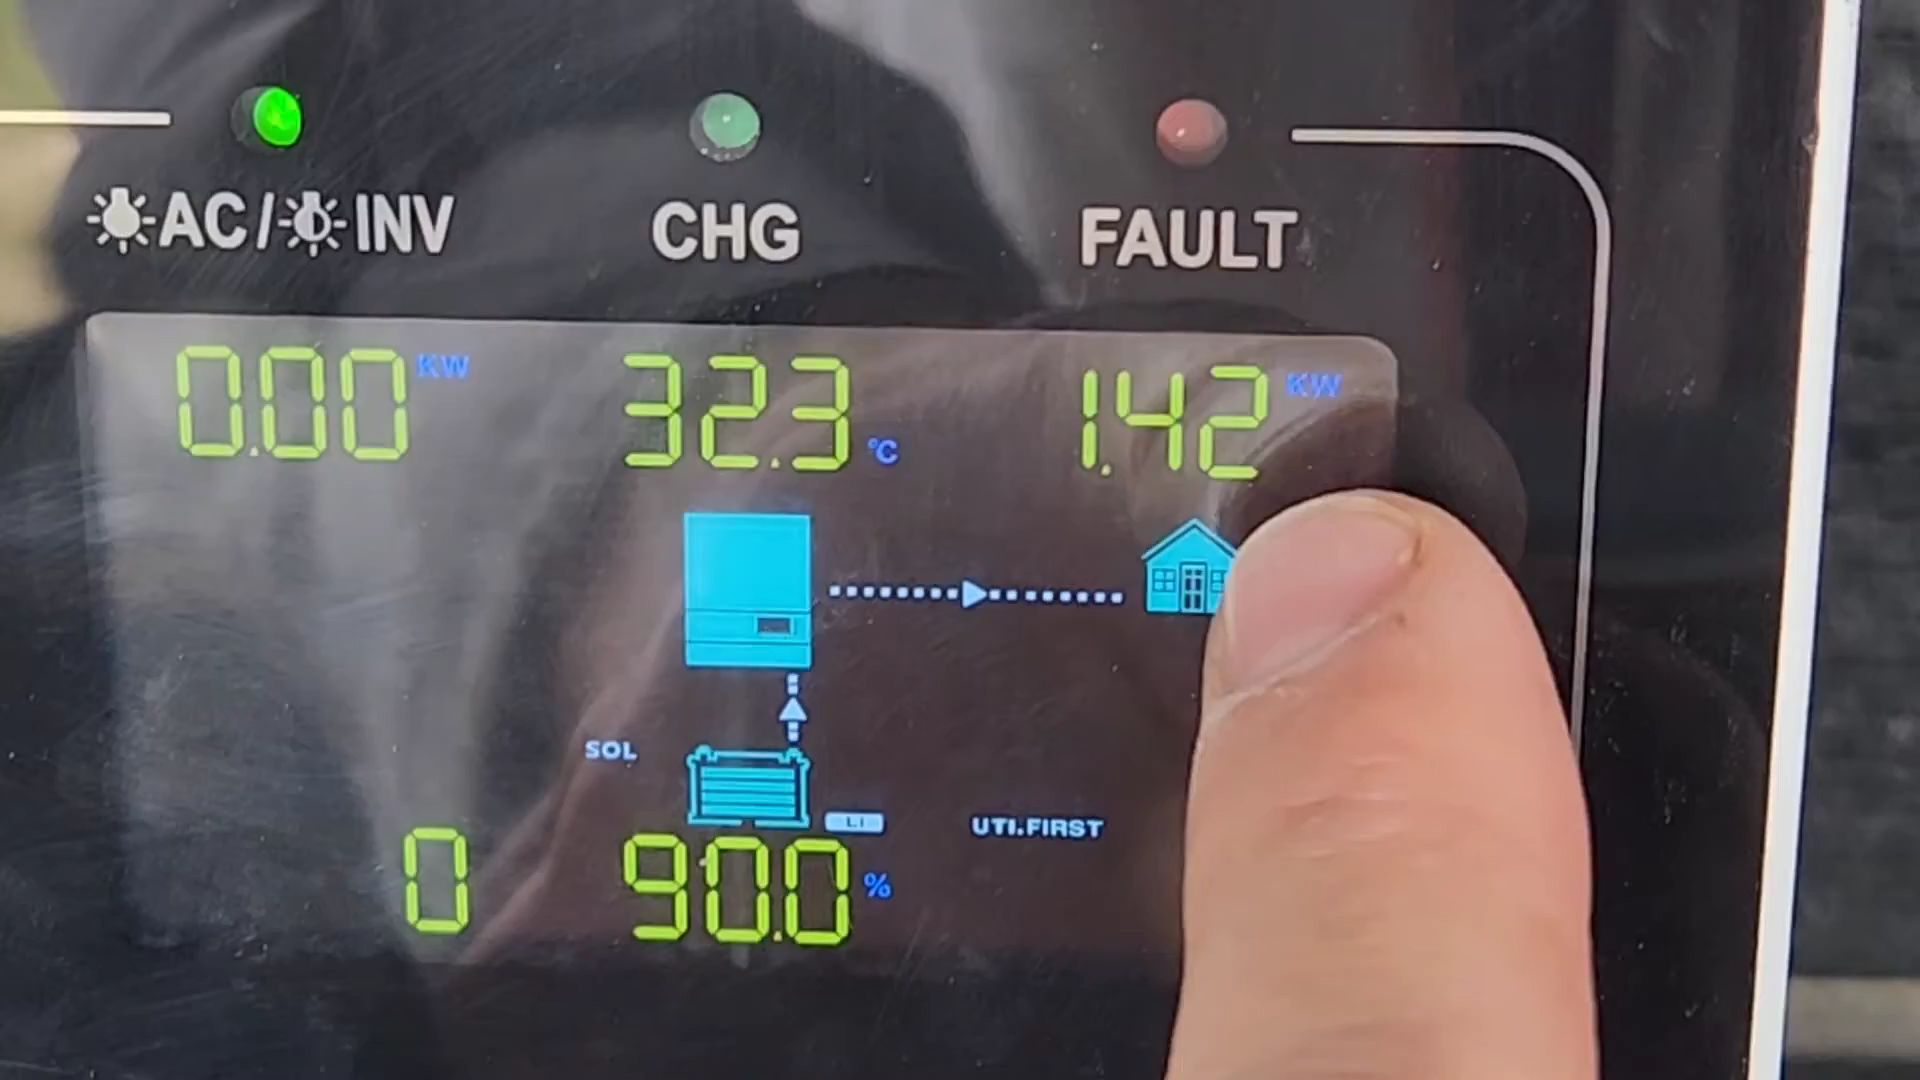 AC/INV
CHG
FAULT
0.00 KW
32.3 °C
1.42 KW
SOL
LI
UTI.FIRST
0
90.0 %